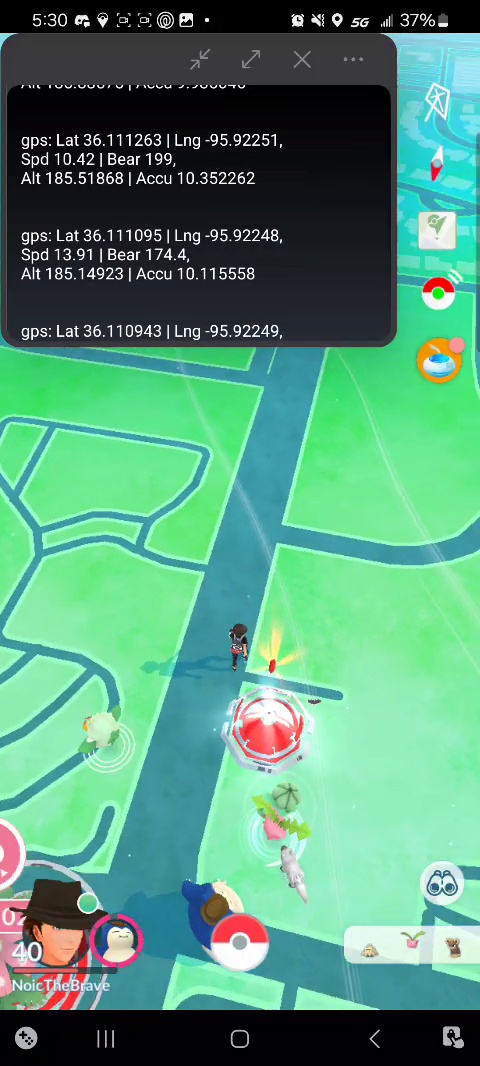 5:30
5G
37%
gps: Lat 36.111263 | Lng -95.92251,
Spd 10.42 | Bear 199,
Alt 185.51868 | Accu 10.352262
gps: Lat 36.111095 | Lng -95.92248,
Spd 13.91 | Bear 174.4,
Alt 185.14923 | Accu 10.115558
gps: Lat 36.110943 | Lng -95.92249,
40
NoicTheBrave